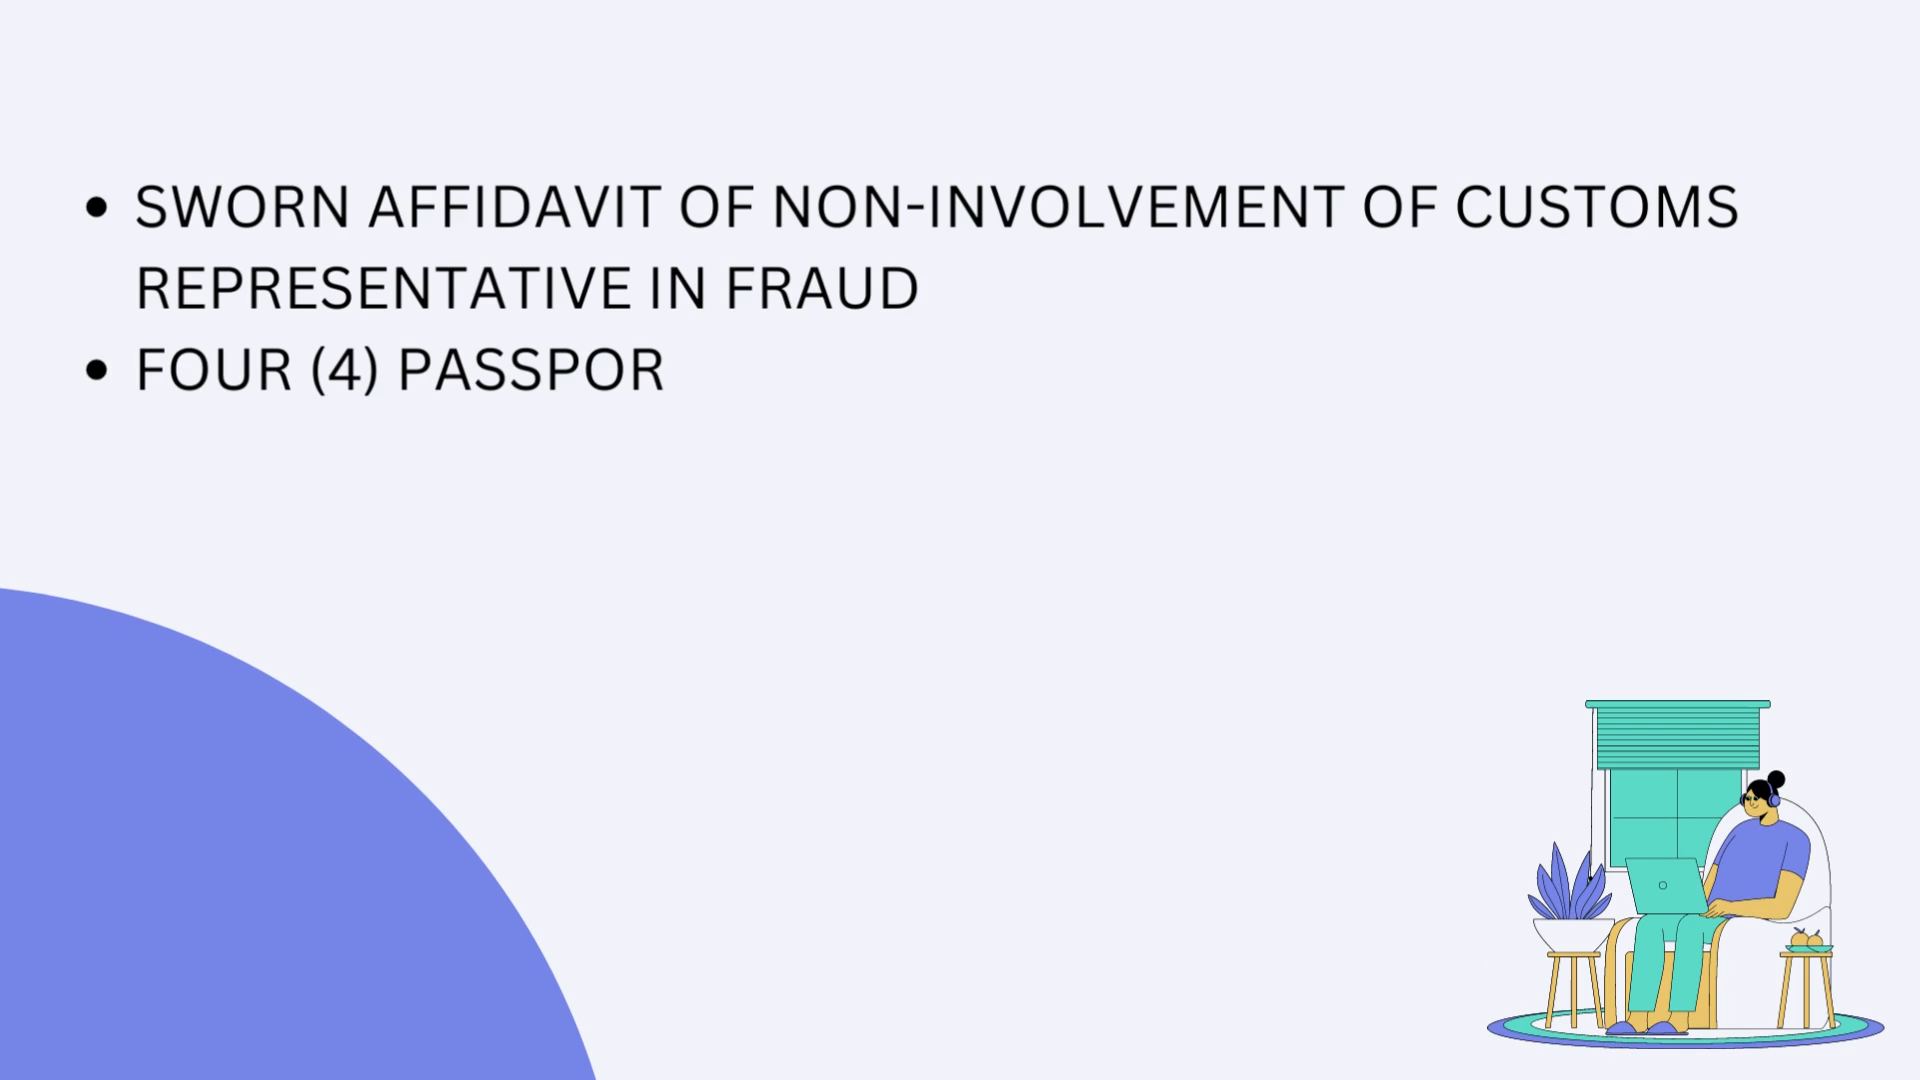 • SWORN AFFIDAVIT OF NON-INVOLVEMENT OF CUSTOMS
REPRESENTATIVE IN FRAUD
• FOUR (4) PASSPOR